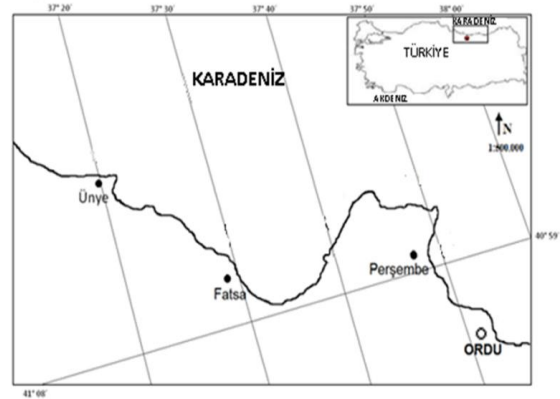 37° 20'
37° 30'
37° 40'
37° 50'
38° 00'
KARADENİZ
TÜRKİYE
AKDENIZ
KARADENİZ
N
1:800.000
Ünye
Fatsa
Perşembe
ORDU
40° 59'
41° 08'